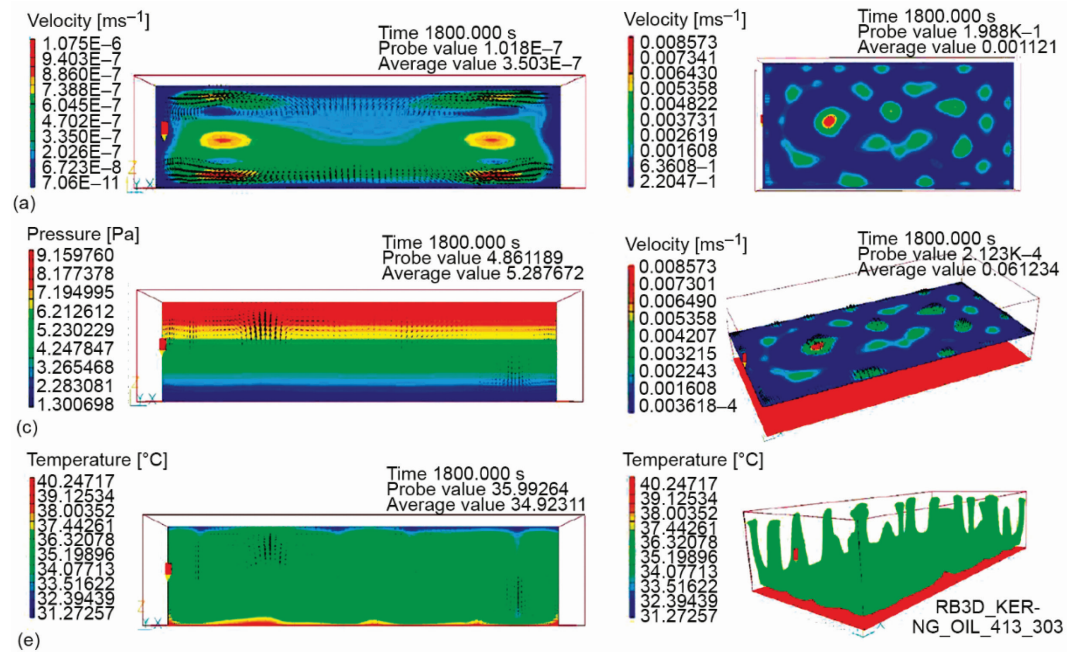 Velocity [ms⁻¹]
1.075E–6
9.403E–7
8.860E–7
7.388E–7
6.045E–7
4.702E–7
3.350E–7
2.026E–7
6.723E–8
7.06E–11
Time 1800.000 s
Probe value 1.018E–7
Average value 3.503E–7
Z
Y X
(a)
Velocity [ms⁻¹]
0.008573
0.007341
0.006430
0.005358
0.004822
0.003731
0.002619
0.001608
6.3608–1
2.2047–1
Time 1800.000 s
Probe value 1.988K–1
Average value 0.001121
Pressure [Pa]
9.159760
8.177378
7.194995
6.212612
5.230229
4.247847
3.265468
2.283081
1.300698
Time 1800.000 s
Probe value 4.861189
Average value 5.287672
Z
Y X
(c)
Velocity [ms⁻¹]
0.008573
0.007301
0.006490
0.005358
0.004207
0.003215
0.002243
0.001608
0.003618–4
Time 1800.000 s
Probe value 2.123K–4
Average value 0.061234
Temperature [°C]
40.24717
39.12534
38.00352
37.44261
36.32078
35.19896
34.07713
33.51622
32.39439
31.27257
Time 1800.000 s
Probe value 35.99264
Average value 34.92311
Z
Y X
(e)
Temperature [°C]
40.24717
39.12534
38.00352
37.44261
36.32078
35.19896
34.07713
33.51622
32.39439
31.27257
RB3D_KER-
NG_OIL_413_303